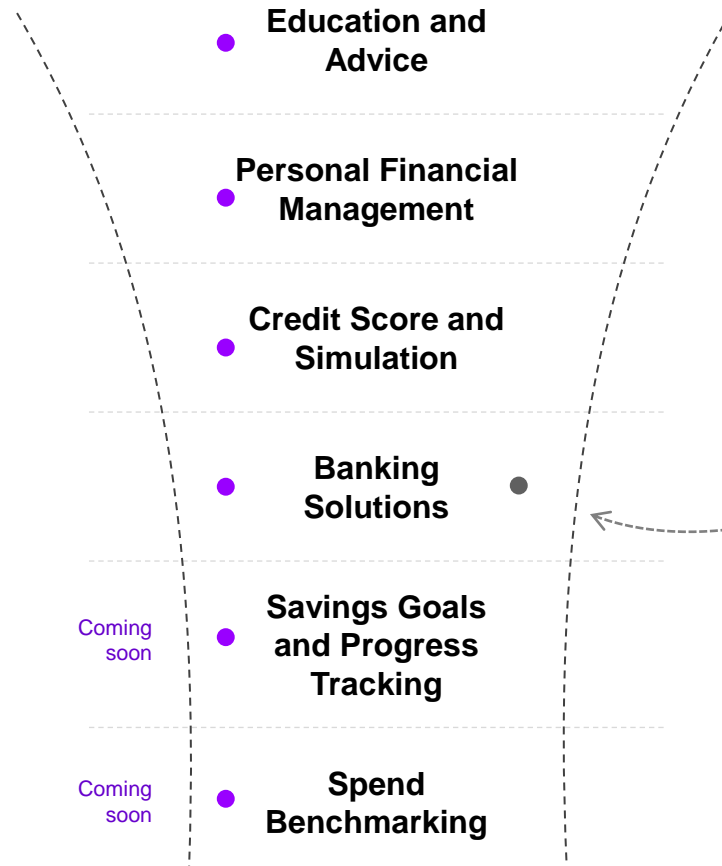 Education and
Advice
Personal Financial
Management
Credit Score and
Simulation
Banking
Solutions
Coming
soon
Savings Goals
and Progress
Tracking
Coming
soon
Spend
Benchmarking